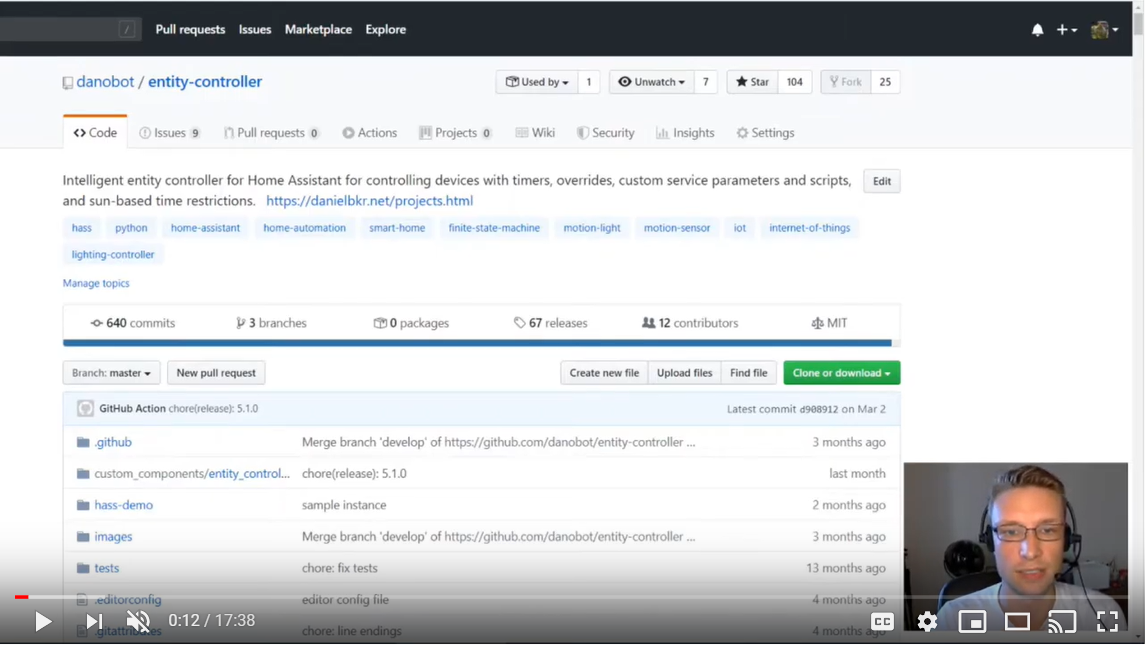 / Pull requests Issues Marketplace Explore
danobot / entity-controller Used by 1 Unwatch 7 Star 104 Fork 25
Code Issues 9 Pull requests 0 Actions Projects 0 Wiki Security Insights Settings
Intelligent entity controller for Home Assistant for controlling devices with timers, overrides, custom service parameters and scripts, Edit
and sun-based time restrictions. https://danielbkr.net/projects.html
hass python home-assistant home-automation smart-home finite-state-machine motion-light motion-sensor iot internet-of-things
lighting-controller
Manage topics
640 commits 3 branches 0 packages 67 releases 12 contributors MIT
Branch: master New pull request Create new file Upload files Find file Clone or download
GitHub Action chore(release): 5.1.0 Latest commit d908912 on Mar 2
.github Merge branch 'develop' of https://github.com/danobot/entity-controller ... 3 months ago
custom_components/entity_control... chore(release): 5.1.0 last month
hass-demo sample instance 2 months ago
images Merge branch 'develop' of https://github.com/danobot/entity-controller ... 3 months ago
tests chore: fix tests 13 months ago
.editorconfig editor config file 4 months ago
0:12 / 17:38 CC
.gitattributes chore: line endings 4 months ago